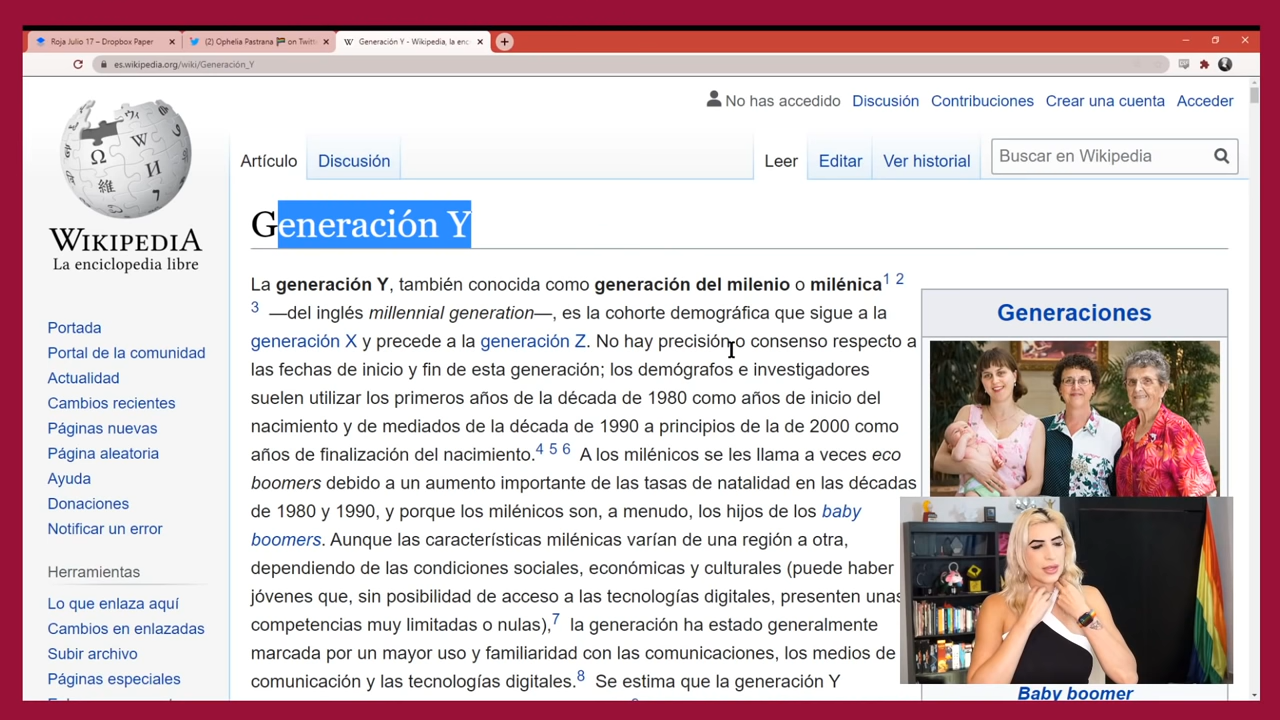 Roja Julio 17 – Dropbox Paper
(2) Ophelia Pastrana 🏴 on Twitt
Generación Y - Wikipedia, la enc
es.wikipedia.org/wiki/Generación_Y
No has accedido Discusión Contribuciones Crear una cuenta Acceder
Artículo Discusión Leer Editar Ver historial Buscar en Wikipedia
WIKIPEDIA
La enciclopedia libre
Portada
Portal de la comunidad
Actualidad
Cambios recientes
Páginas nuevas
Página aleatoria
Ayuda
Donaciones
Notificar un error
Herramientas
Lo que enlaza aquí
Cambios en enlazadas
Subir archivo
Páginas especiales
Generación Y
La generación Y, también conocida como generación del milenio o milénica1 2
3 —del inglés millennial generation—, es la cohorte demográfica que sigue a la
generación X y precede a la generación Z. No hay precisión o consenso respecto a
las fechas de inicio y fin de esta generación; los demógrafos e investigadores
suelen utilizar los primeros años de la década de 1980 como años de inicio del
nacimiento y de mediados de la década de 1990 a principios de la de 2000 como
años de finalización del nacimiento.4 5 6 A los milénicos se les llama a veces eco
boomers debido a un aumento importante de las tasas de natalidad en las décadas
de 1980 y 1990, y porque los milénicos son, a menudo, los hijos de los baby
boomers. Aunque las características milénicas varían de una región a otra,
dependiendo de las condiciones sociales, económicas y culturales (puede haber
jóvenes que, sin posibilidad de acceso a las tecnologías digitales, presenten unas
competencias muy limitadas o nulas),7 la generación ha estado generalmente
marcada por un mayor uso y familiaridad con las comunicaciones, los medios de
comunicación y las tecnologías digitales.8 Se estima que la generación Y
Generaciones
Baby boomer